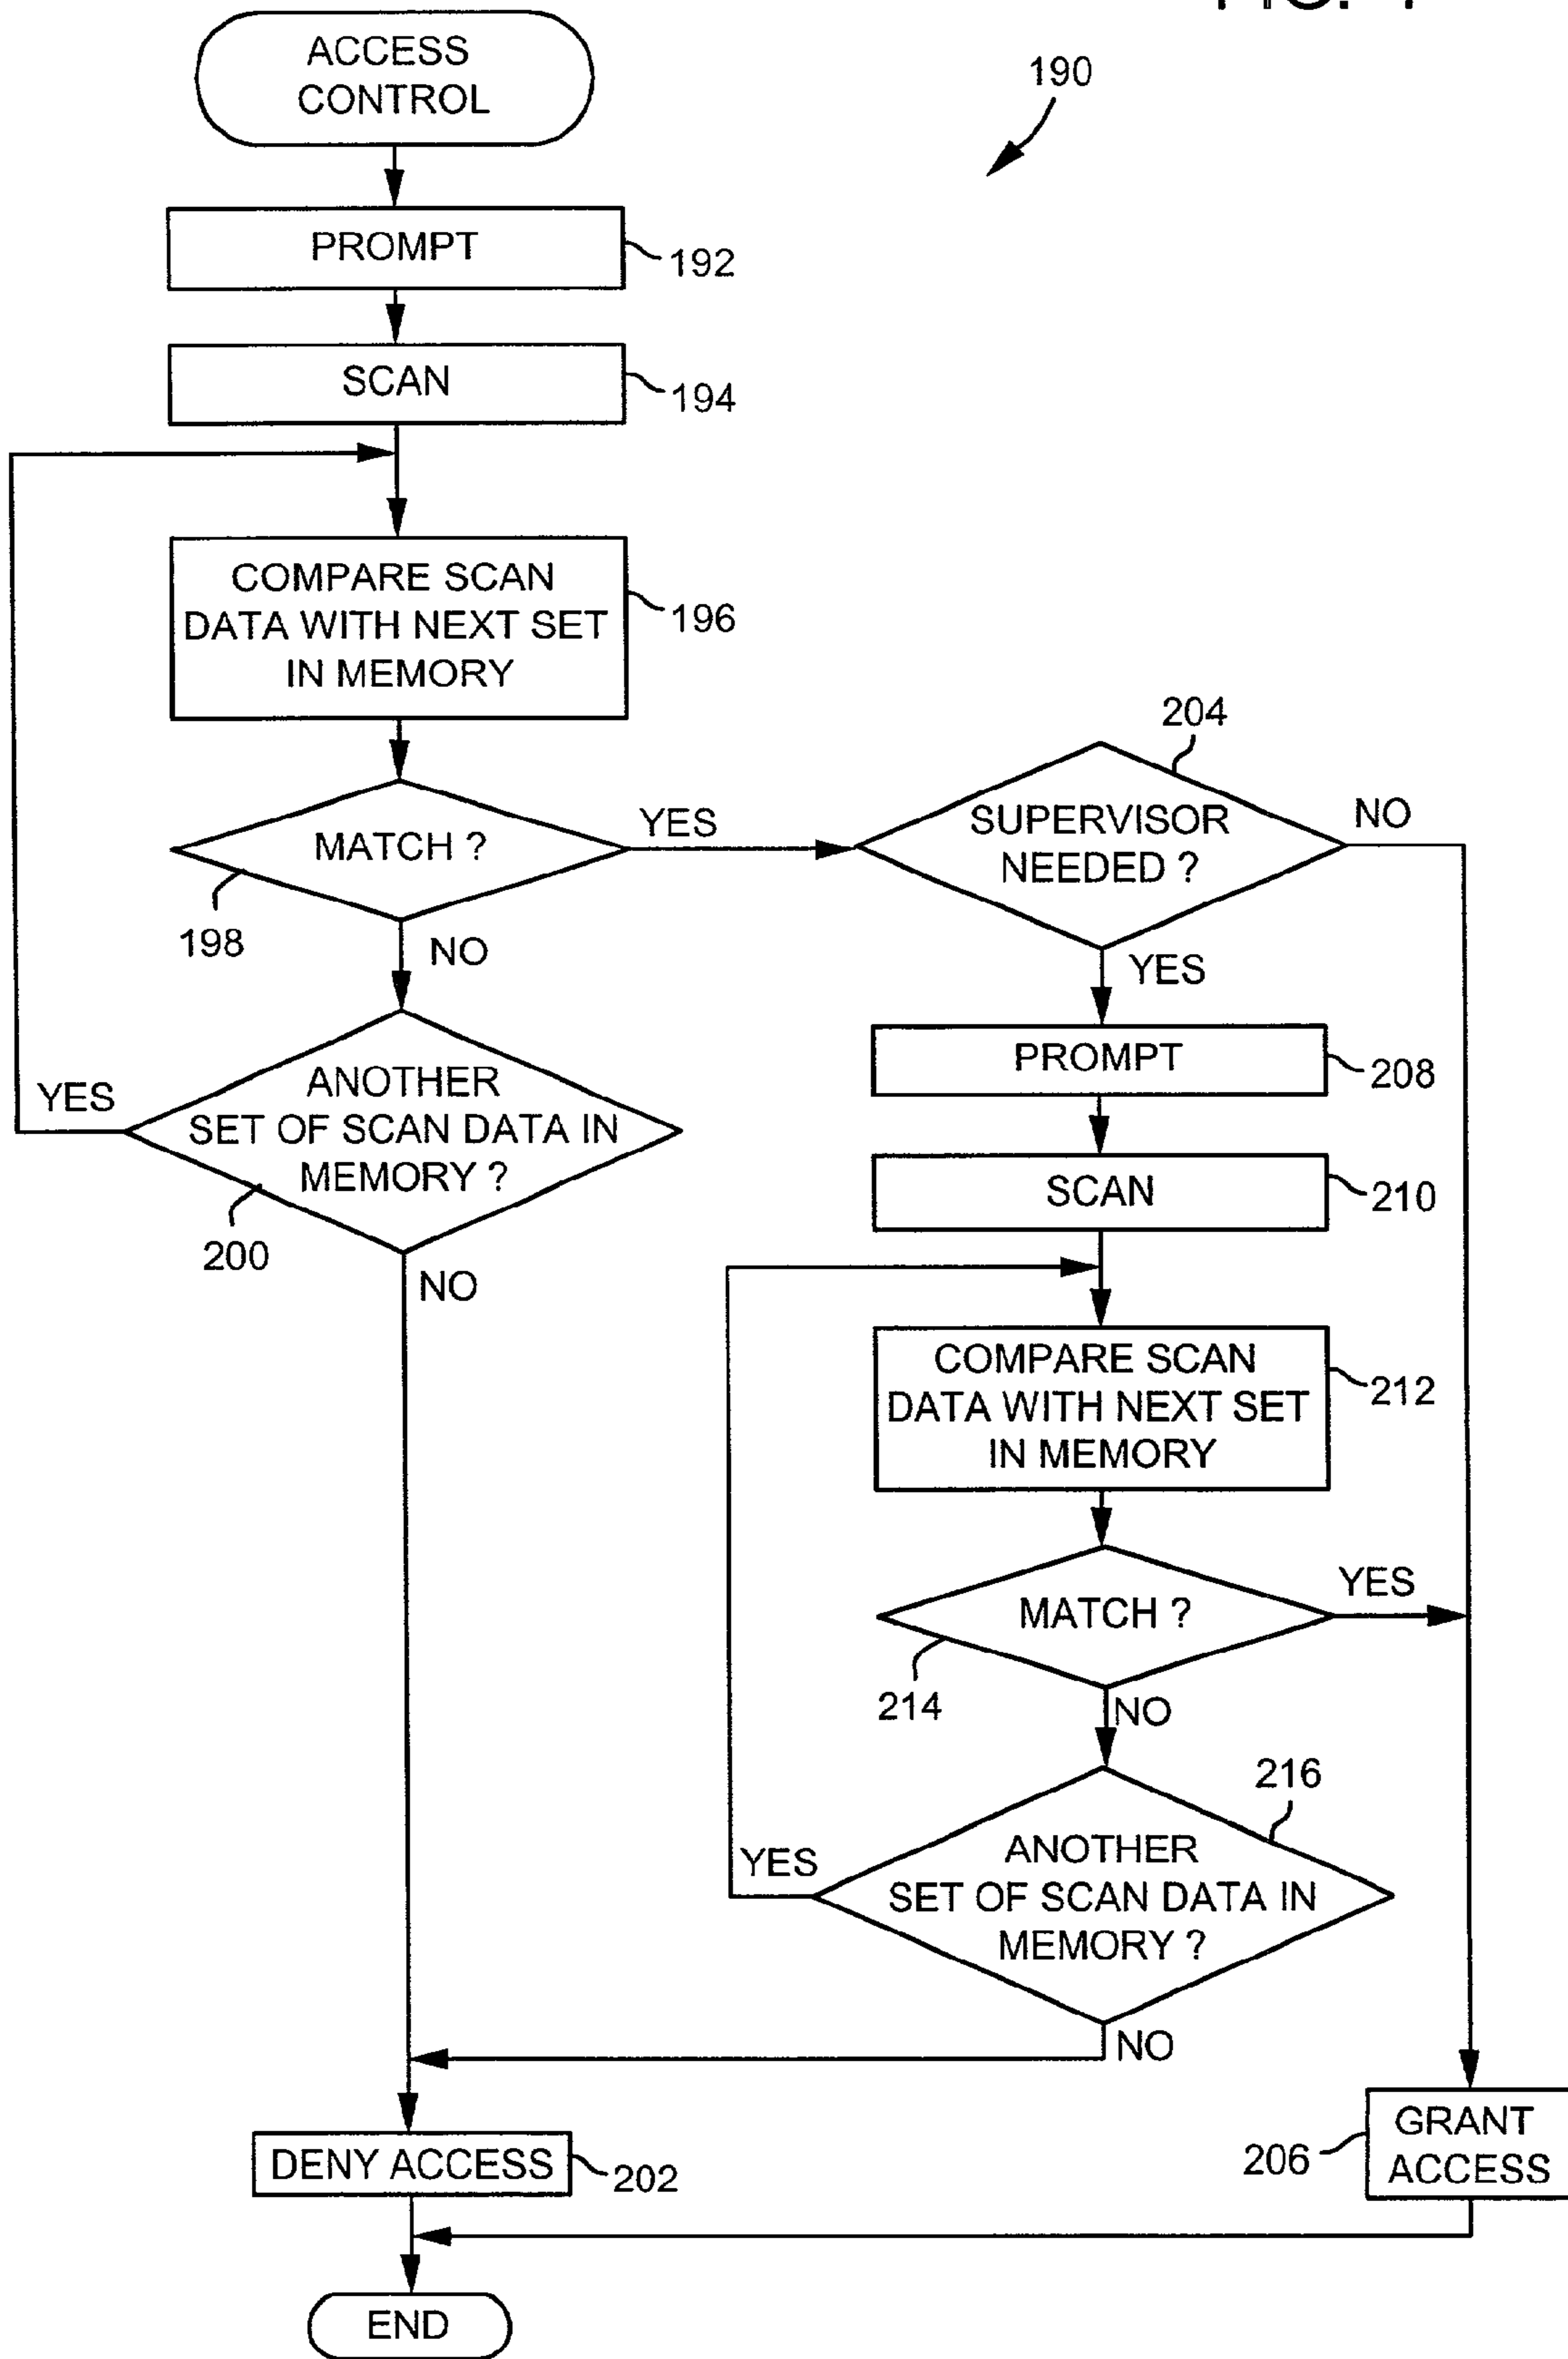 190
ACCESS
CONTROL
PROMPT
192
SCAN
194
COMPARE SCAN
DATA WITH NEXT SET
IN MEMORY
196
MATCH ?
198
YES
NO
204
SUPERVISOR
NEEDED ?
NO
YES
ANOTHER
SET OF SCAN DATA IN
MEMORY ?
YES
200
NO
PROMPT
208
SCAN
210
COMPARE SCAN
DATA WITH NEXT SET
IN MEMORY
212
MATCH ?
YES
214
NO
216
ANOTHER
SET OF SCAN DATA IN
MEMORY ?
YES
NO
DENY ACCESS
202
GRANT
ACCESS
206
END